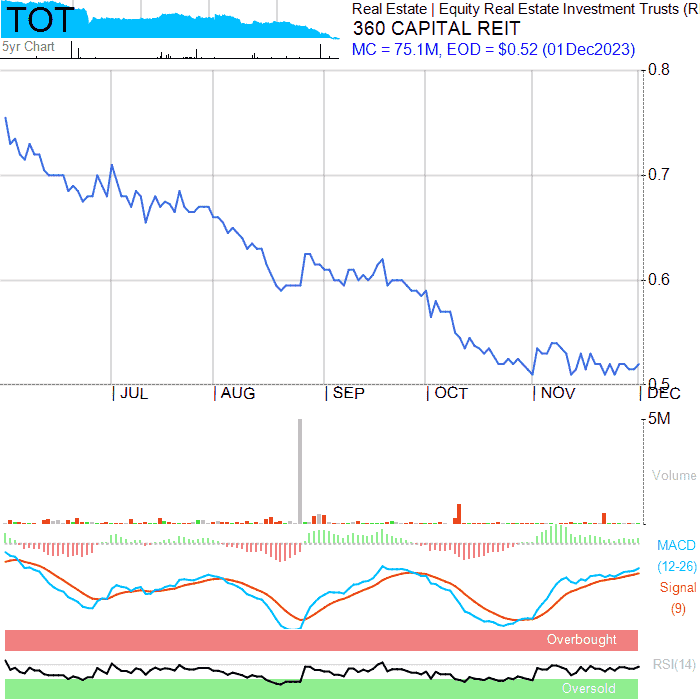 TOT
5yr Chart
Real Estate | Equity Real Estate Investment Trusts (R
360 CAPITAL REIT
MC = 75.1M, EOD = $0.52 (01Dec2023)
0.8
0.7
0.6
0.5
JUL
AUG
SEP
OCT
NOV
DEC
5M
Volume
MACD
(12-26)
Signal
(9)
Overbought
RSI(14)
Oversold